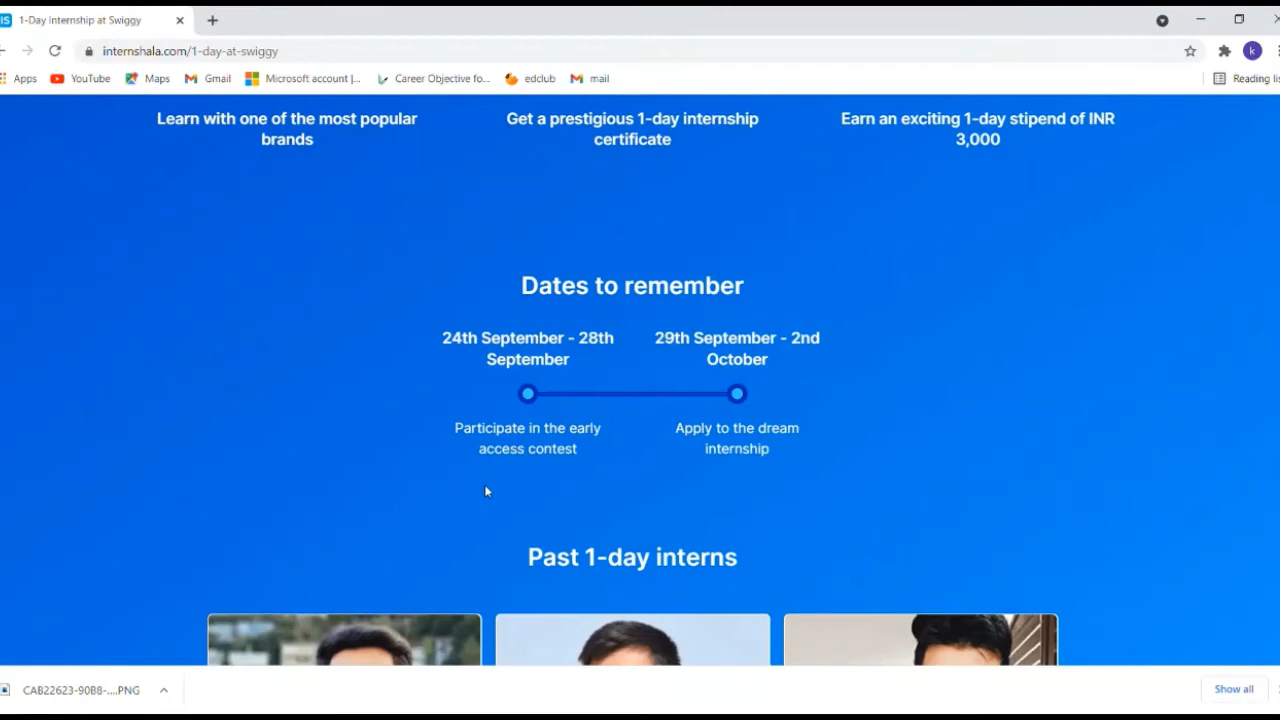 IS 1-Day Internship at Swiggy
internshala.com/1-day-at-swiggy
k
Apps YouTube Maps Gmail Microsoft account |... Career Objective fo... edclub mail Reading lis
Learn with one of the most popular
brands
Get a prestigious 1-day internship
certificate
Earn an exciting 1-day stipend of INR
3,000
Dates to remember
24th September - 28th
September
29th September - 2nd
October
Participate in the early
access contest
Apply to the dream
internship
Past 1-day interns
CAB22623-90B8-....PNG
Show all